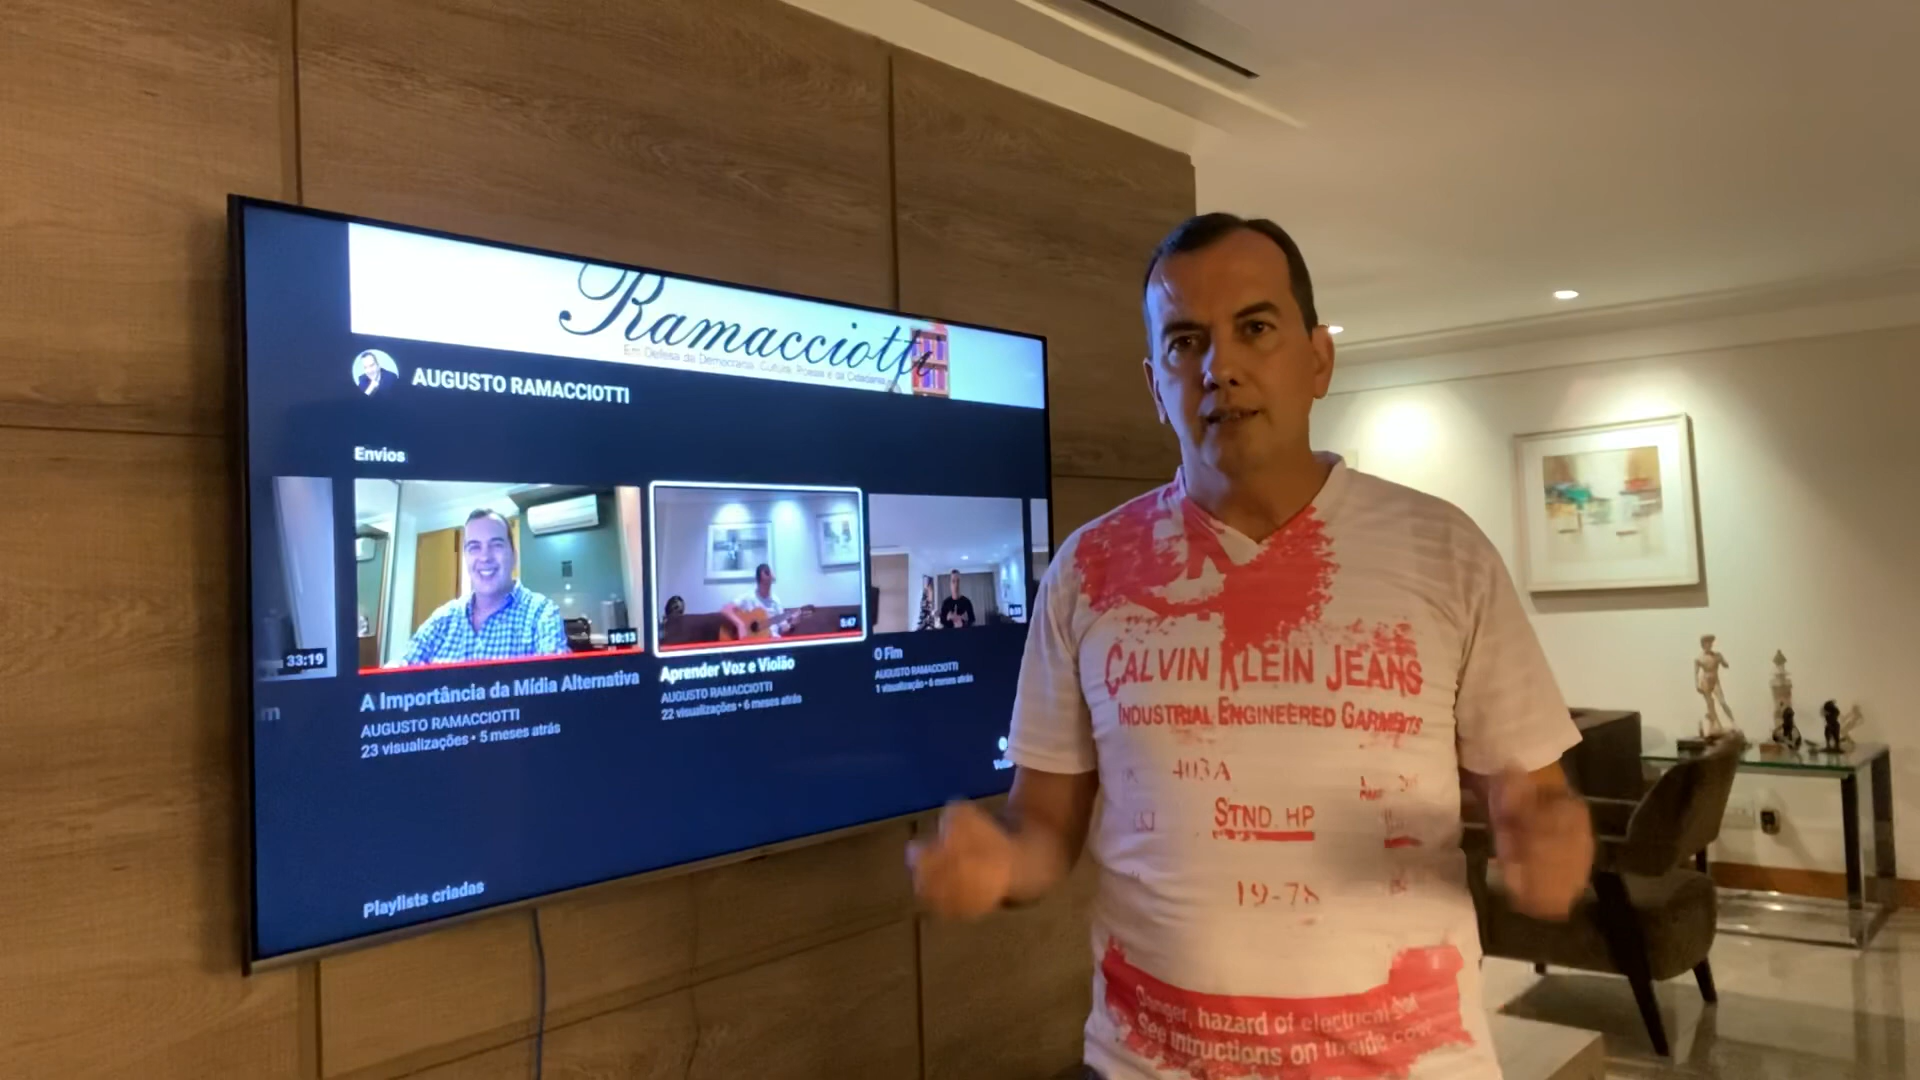 Ramacciotti
Em Defesa da Democracia, Cultura, Poesia e da Cidadania
AUGUSTO RAMACCIOTTI
Envios
33:19
10:13
5:47
A Importância da Mídia Alternativa
AUGUSTO RAMACCIOTTI
23 visualizações • 5 meses atrás
Aprender Voz e Violão
AUGUSTO RAMACCIOTTI
22 visualizações • 6 meses atrás
O Fim
AUGUSTO RAMACCIOTTI
1 visualização • 6 meses atrás
Playlists criadas
CALVIN KLEIN JEANS
INDUSTRIAL ENGINEERED GARMENTS
403A
STND. HP
19-78
Danger, hazard of electrical
See intructions on inside